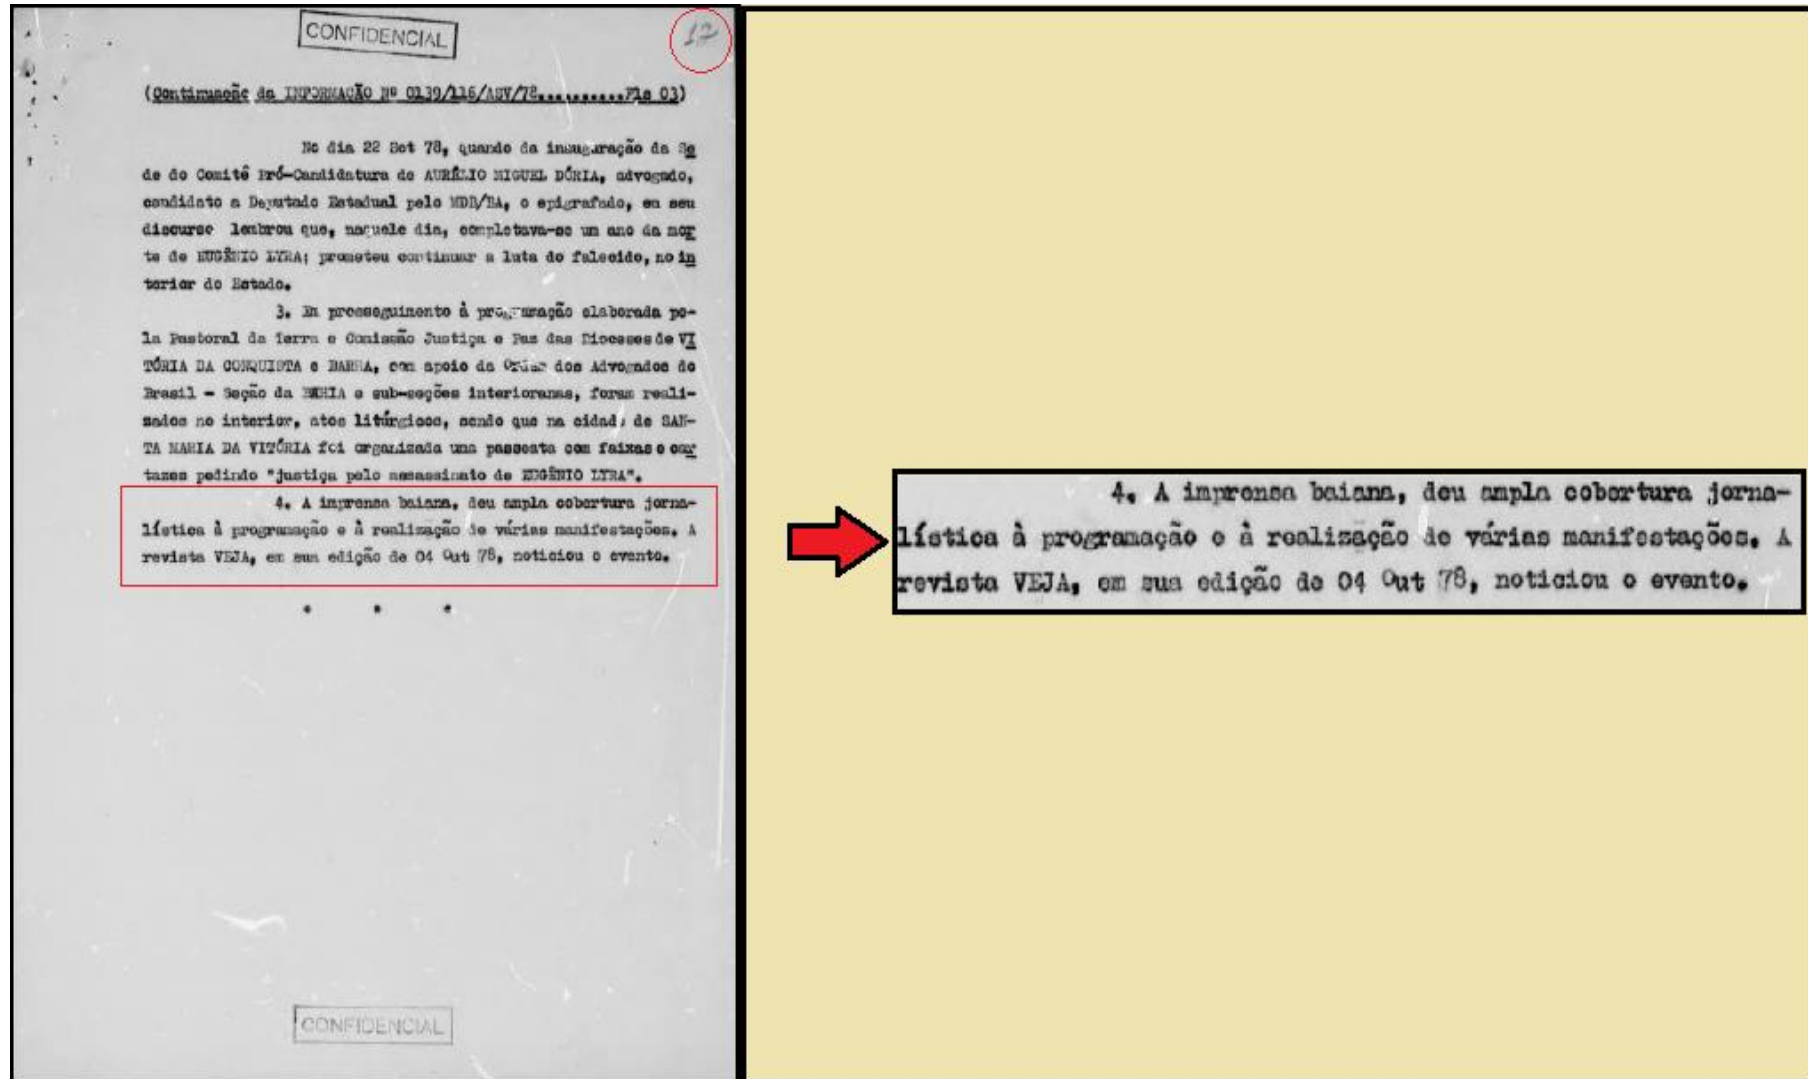 CONFIDENCIAL
12
(Continuação da INFORMAÇÃO Nº 0139/116/ASV/78..........Fls 03)
No dia 22 Set 78, quando da inauguração da Se
de do Comitê Pró-Candidatura de AURÉLIO MIGUEL DÓRIA, advogado,
candidato a Deputado Estadual pelo MDB/BA, o epigrafado, em seu
discurso lembrou que, naquele dia, completava-se um ano da mor
te de EUGÊNIO LYRA; prometeu continuar a luta do falecido, no in
terior do Estado.
3. Em prosseguimento à programação elaborada pe-
la Pastoral da Terra e Comissão Justiça e Paz das Dioceses de VI
TÓRIA DA CONQUISTA e BARRA, com apoio da Ordem dos Advogados do
Brasil - Seção da BAHIA e sub-seções interioranas, foram reali-
zados no interior, atos litúrgicos, sendo que na cidade de SAN-
TA MARIA DA VITÓRIA foi organizada uma passeata com faixas e car
tazes pedindo "justiça pelo assassinato de EUGÊNIO LYRA".
4. A imprensa baiana, deu ampla cobertura jorna-
lística à programação e à realização de várias manifestações. A
revista VEJA, em sua edição de 04 Out 78, noticiou o evento.
. . .
CONFIDENCIAL
4. A imprensa baiana, deu ampla cobertura jorna-
lística à programação e à realização de várias manifestações. A
revista VEJA, em sua edição de 04 Out 78, noticiou o evento.